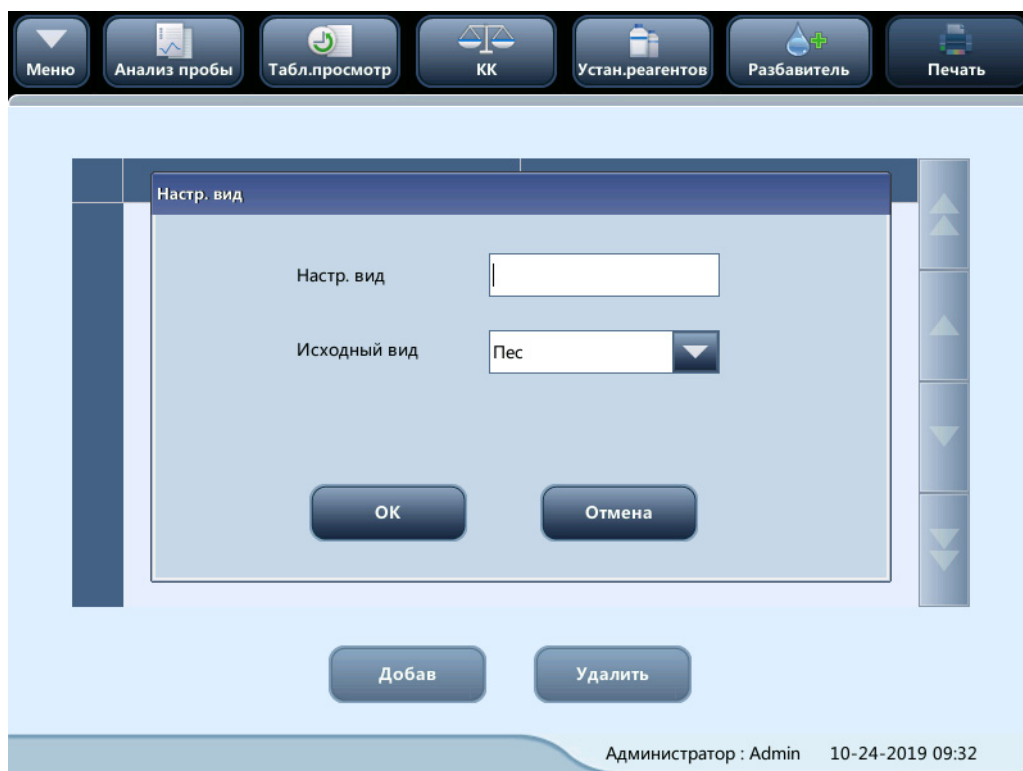 Меню Анализ пробы Табл.просмотр КК Устан.реагентов Разбавитель Печать
Настр. вид
Настр. вид
Исходный вид Пес
ОК Отмена
Добав Удалить
Администратор : Admin 10-24-2019 09:32